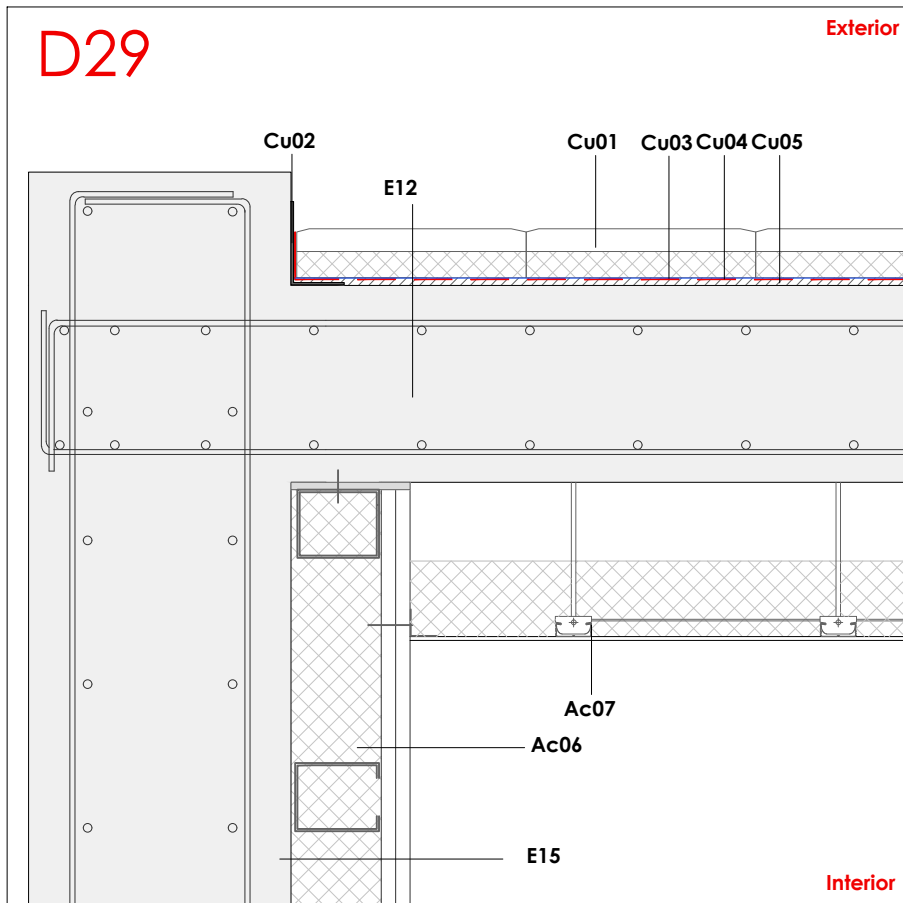 D29
Exterior
Cu02
Cu01
Cu03
Cu04
Cu05
E12
Ac07
Ac06
E15
Interior